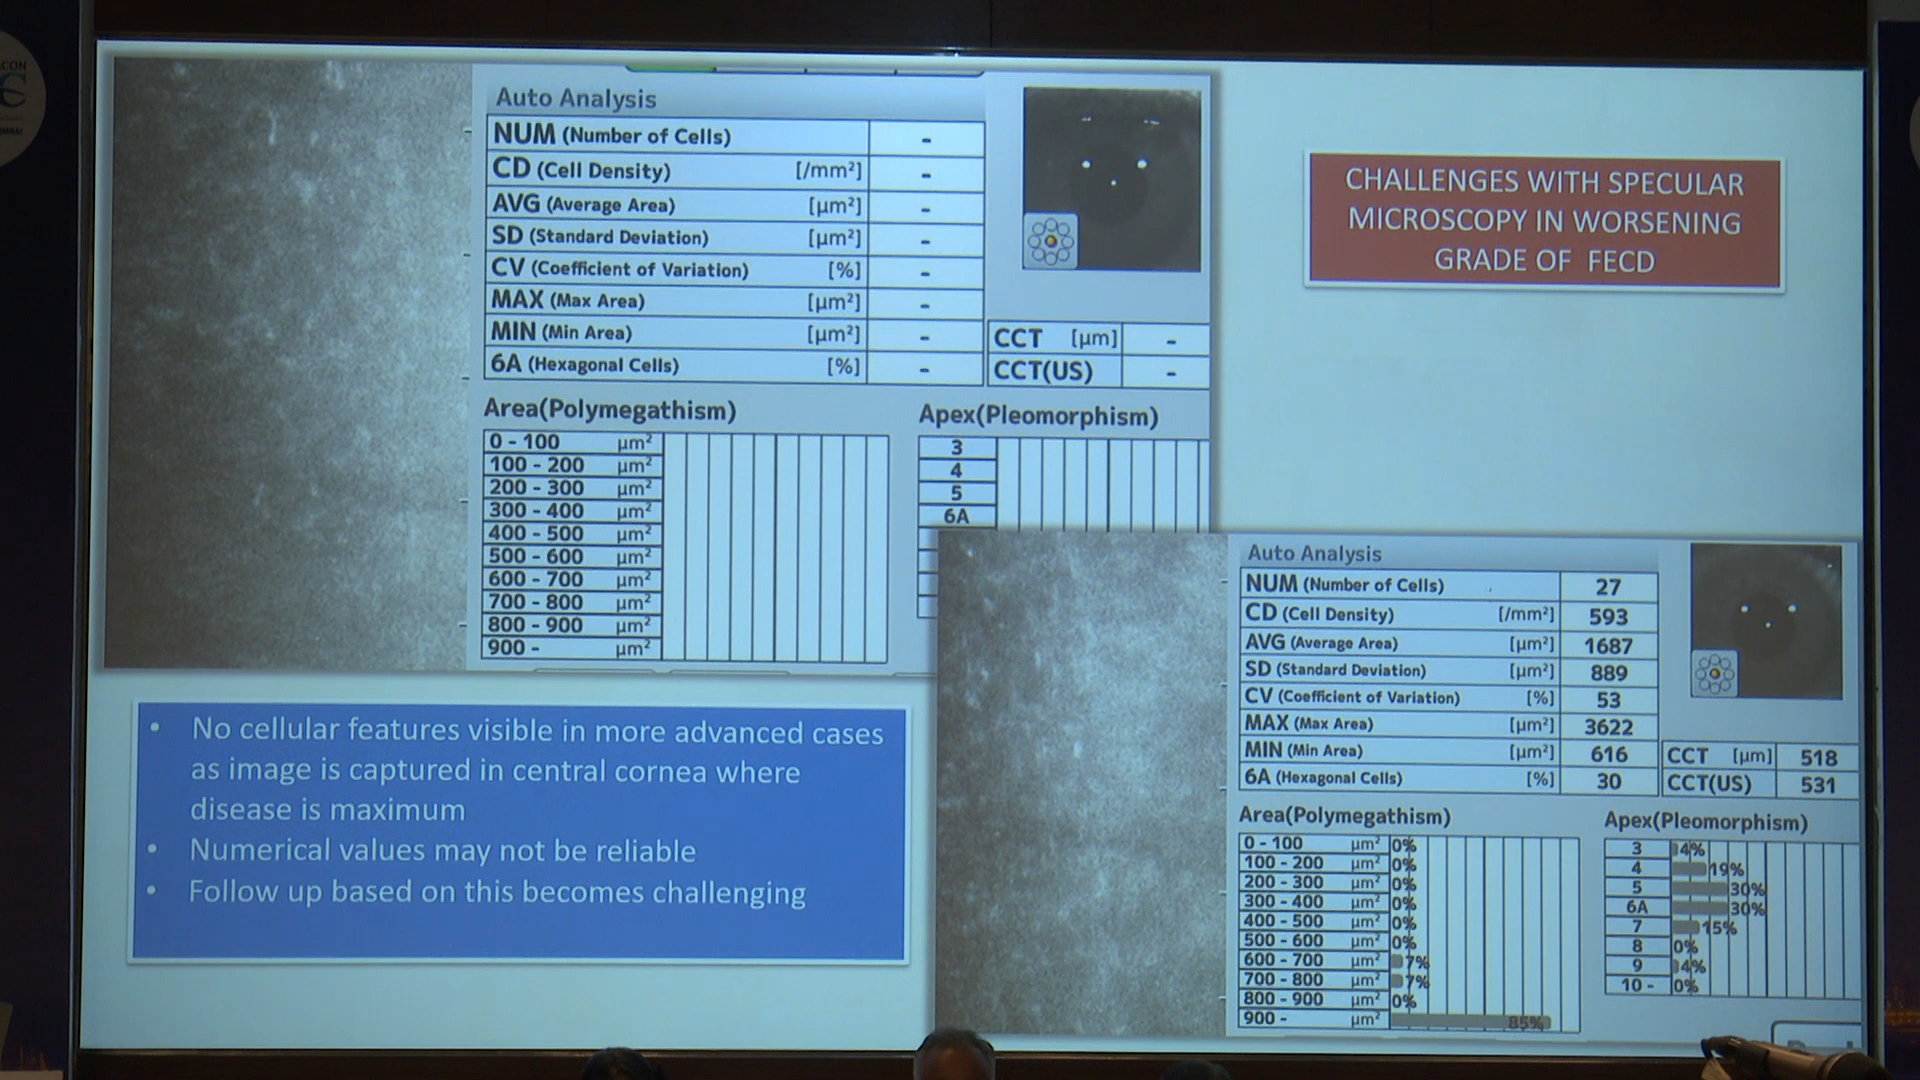 CON
Auto Analysis
NUM (Number of Cells) -
CD (Cell Density) [/mm²] -
AVG (Average Area) [µm²] -
SD (Standard Deviation) [µm²] -
CV (Coefficient of Variation) [%] -
MAX (Max Area) [µm²] -
MIN (Min Area) [µm²] -
6A (Hexagonal Cells) [%] -
CCT [µm] -
CCT(US) -
Area(Polymegathism)
0 - 100 µm²
100 - 200 µm²
200 - 300 µm²
300 - 400 µm²
400 - 500 µm²
500 - 600 µm²
600 - 700 µm²
700 - 800 µm²
800 - 900 µm²
900 - µm²
Apex(Pleomorphism)
3
4
5
6A
CHALLENGES WITH SPECULAR
MICROSCOPY IN WORSENING
GRADE OF FECD
• No cellular features visible in more advanced cases
as image is captured in central cornea where
disease is maximum
• Numerical values may not be reliable
• Follow up based on this becomes challenging
Auto Analysis
NUM (Number of Cells) 27
CD (Cell Density) [/mm²] 593
AVG (Average Area) [µm²] 1687
SD (Standard Deviation) [µm²] 889
CV (Coefficient of Variation) [%] 53
MAX (Max Area) [µm²] 3622
MIN (Min Area) [µm²] 616
6A (Hexagonal Cells) [%] 30
CCT [µm] 518
CCT(US) 531
Area(Polymegathism)
0 - 100 µm² 0%
100 - 200 µm² 0%
200 - 300 µm² 0%
300 - 400 µm² 0%
400 - 500 µm² 0%
500 - 600 µm² 0%
600 - 700 µm² 7%
700 - 800 µm² 7%
800 - 900 µm² 0%
900 - µm² 85%
Apex(Pleomorphism)
3 4%
4 19%
5 30%
6A 30%
7 15%
8 0%
9 4%
10 - 0%